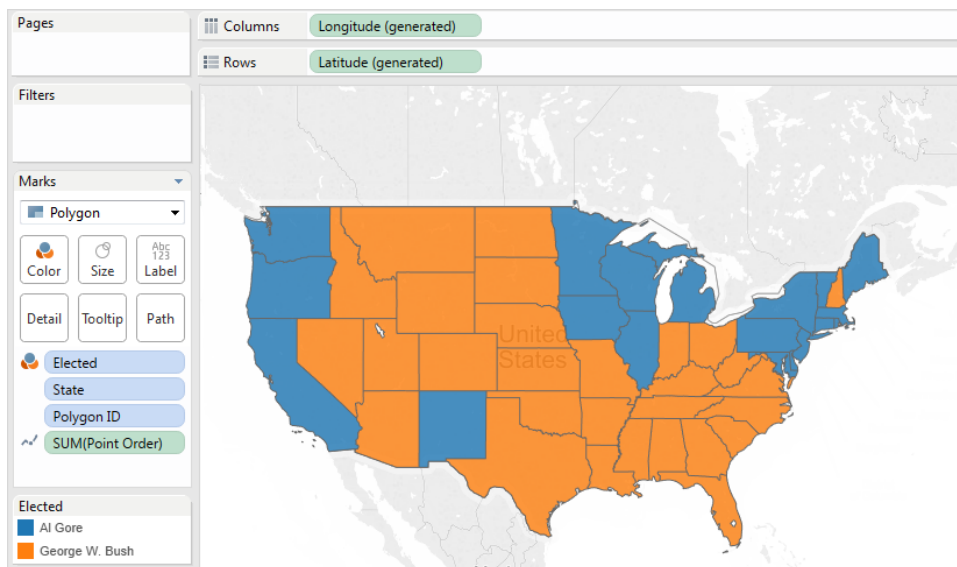 Pages
Columns
Longitude (generated)
Rows
Latitude (generated)
Filters
Marks
Polygon
Color
Size
Abc
123
Label
Detail
Tooltip
Path
Elected
State
Polygon ID
SUM(Point Order)
Elected
Al Gore
George W. Bush
United
States